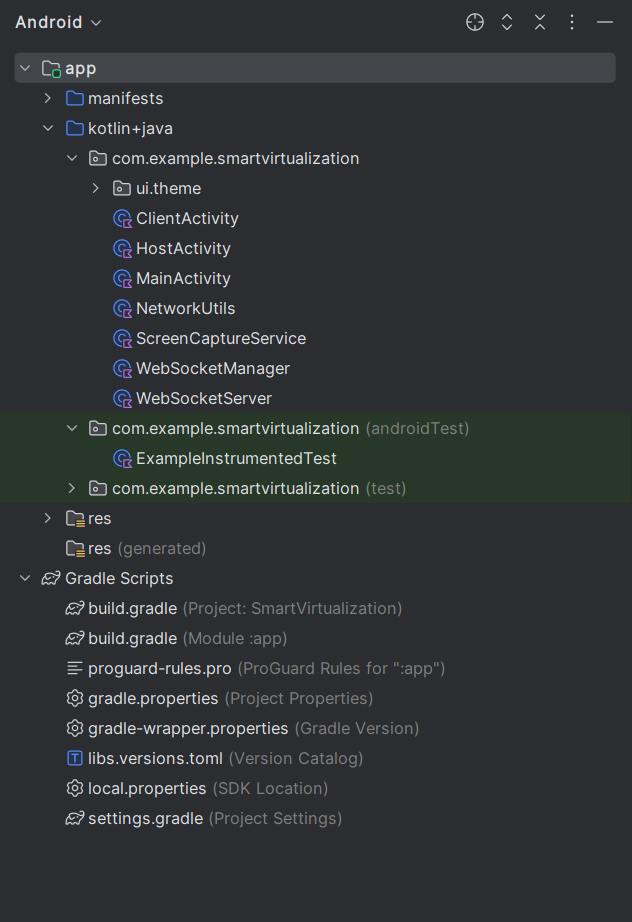 Android
app
manifests
kotlin+java
com.example.smartvirtualization
ui.theme
ClientActivity
HostActivity
MainActivity
NetworkUtils
ScreenCaptureService
WebSocketManager
WebSocketServer
com.example.smartvirtualization (androidTest)
ExampleInstrumentedTest
com.example.smartvirtualization (test)
res
res (generated)
Gradle Scripts
build.gradle (Project: SmartVirtualization)
build.gradle (Module :app)
proguard-rules.pro (ProGuard Rules for ":app")
gradle.properties (Project Properties)
gradle-wrapper.properties (Gradle Version)
libs.versions.toml (Version Catalog)
local.properties (SDK Location)
settings.gradle (Project Settings)